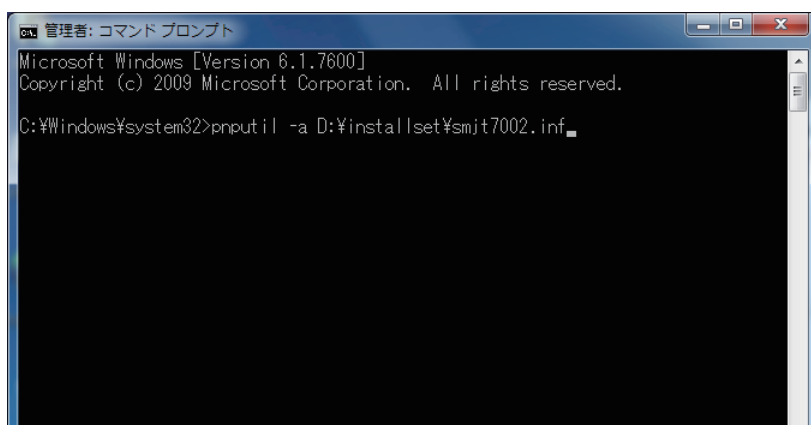 管理者: コマンド プロンプト
Microsoft Windows [Version 6.1.7600]
Copyright (c) 2009 Microsoft Corporation.  All rights reserved.
C:¥Windows¥system32>pnputil -a D:¥installset¥smjt7002.inf